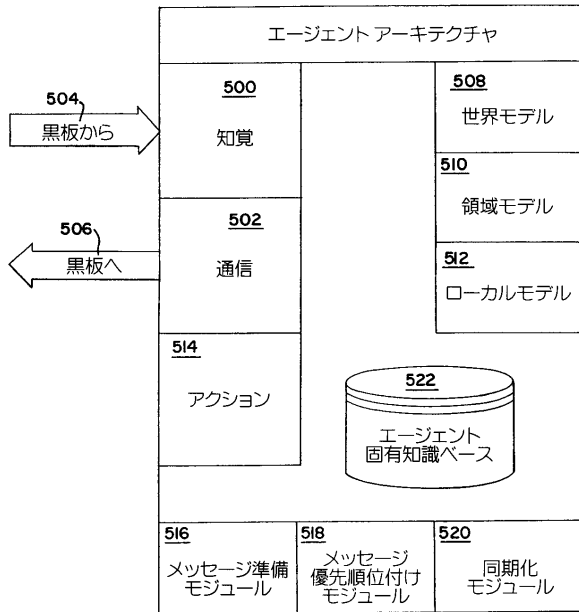 エージェント アーキテクチャ
504
黒板から
500
知覚
508
世界モデル
510
領域モデル
506
黒板へ
502
通信
512
ローカルモデル
514
アクション
522
エージェント
固有知識ベース
516
メッセージ準備
モジュール
518
メッセージ
優先順位付け
モジュール
520
同期化
モジュール